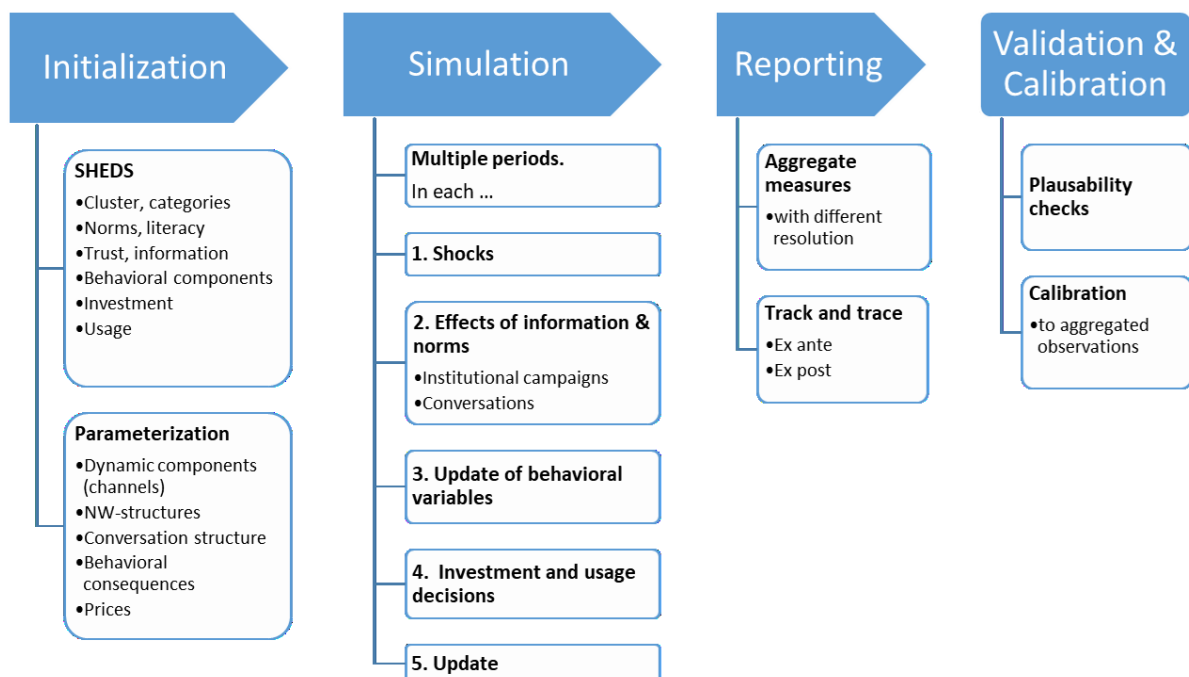 Initialization
SHEDS
•Cluster, categories
•Norms, literacy
•Trust, information
•Behavioral components
•Investment
•Usage
Parameterization
•Dynamic components
(channels)
•NW-structures
•Conversation structure
•Behavioral
consequences
•Prices
Simulation
Multiple periods.
In each ...
1. Shocks
2. Effects of information &
norms
•Institutional campaigns
•Conversations
3. Update of behavioral
variables
4. Investment and usage
decisions
5. Update
Reporting
Aggregate
measures
•with different
resolution
Track and trace
•Ex ante
•Ex post
Validation &
Calibration
Plausability
checks
Calibration
•to aggregated
observations